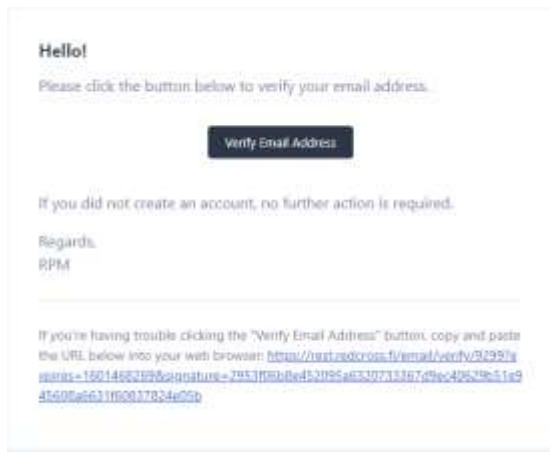 Hello!
Please click the button below to verify your email address.
Verify Email Address
If you did not create an account, no further action is required.
Regards,
RPM
If you're having trouble clicking the "Verify Email Address" button, copy and paste
the URL below into your web browser: